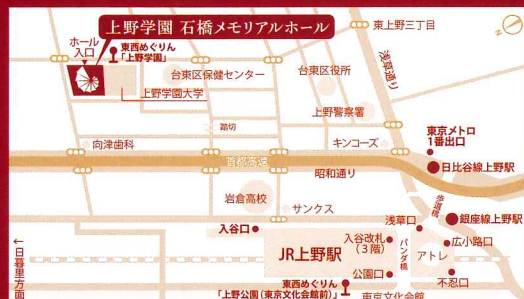 上野学園 石橋メモリアルホール
ホール
入口
東西めぐりん
「上野学園」
東上野三丁目
N
台東区保健センター
台東区役所
浅草通り
上野学園大学
上野警察署
踏切
向津歯科
キンコーズ
東京メトロ
1番出口
首都高速
昭和通り
日比谷線上野駅
岩倉高校
サンクス
歩道橋
銀座線上野駅
入谷口
浅草口
入谷改札
(3階)
広小路口
JR上野駅
パンダ橋
アトレ
公園口
不忍口
←日暮里方面
東西めぐりん
「上野公園(東京文化会館前)」
東京文化会館